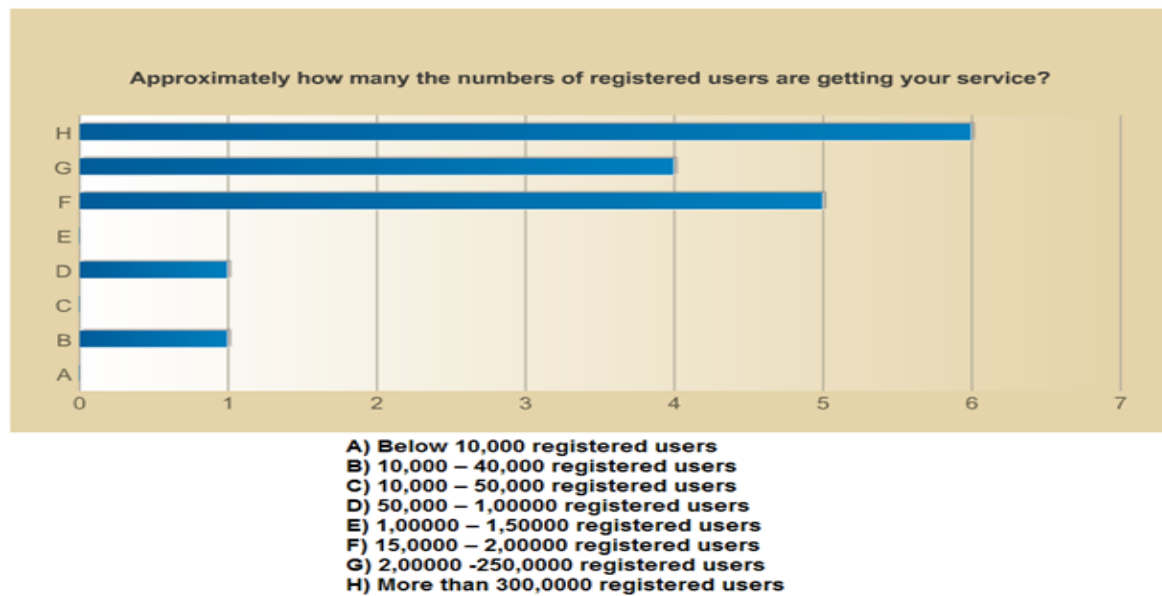 Approximately how many the numbers of registered users are getting your service?
H
G
F
E
D
C
B
A
0 1 2 3 4 5 6 7
A) Below 10,000 registered users
B) 10,000 – 40,000 registered users
C) 10,000 – 50,000 registered users
D) 50,000 – 1,00000 registered users
E) 1,00000 – 1,50000 registered users
F) 15,0000 – 2,00000 registered users
G) 2,00000 -250,0000 registered users
H) More than 300,0000 registered users